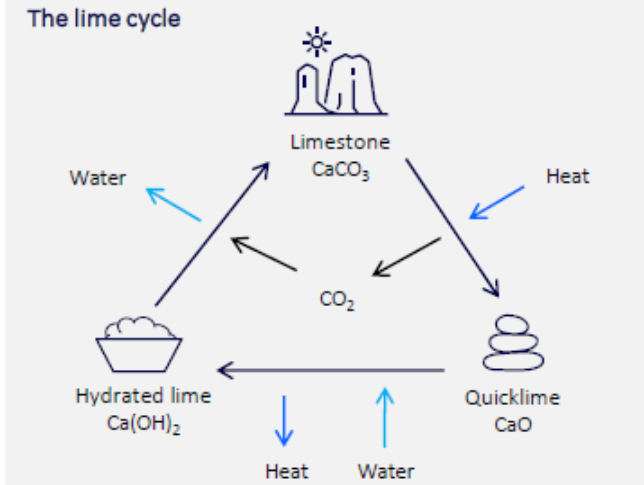 The lime cycle
Limestone
CaCO₃
Water
Heat
CO₂
Hydrated lime
Ca(OH)₂
Quicklime
CaO
Heat
Water